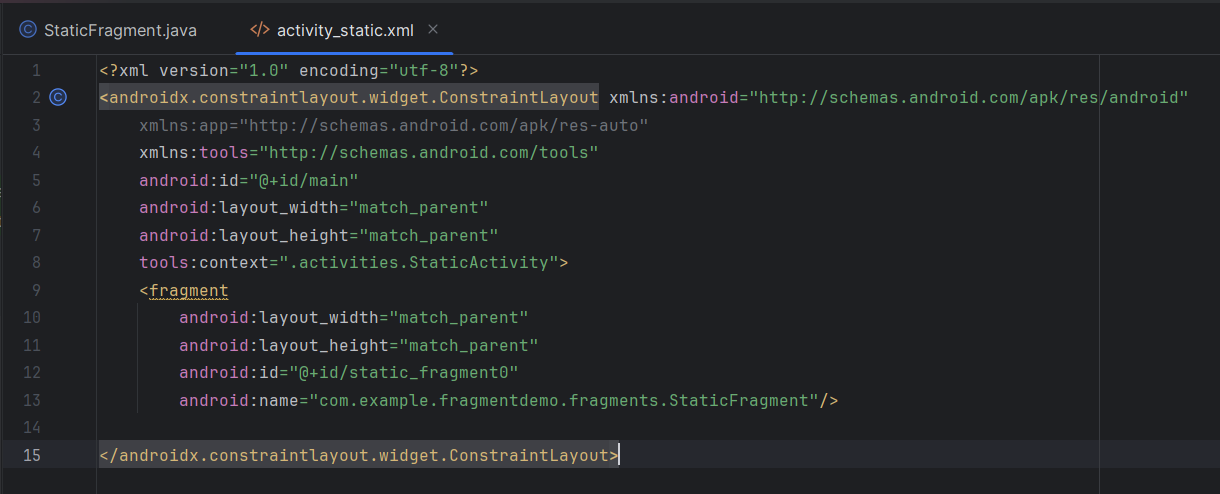 StaticFragment.java </> activity_static.xml
1 <?xml version="1.0" encoding="utf-8"?>
2 <androidx.constraintlayout.widget.ConstraintLayout xmlns:android="http://schemas.android.com/apk/res/android"
3 xmlns:app="http://schemas.android.com/apk/res-auto"
4 xmlns:tools="http://schemas.android.com/tools"
5 android:id="@+id/main"
6 android:layout_width="match_parent"
7 android:layout_height="match_parent"
8 tools:context=".activities.StaticActivity">
9 <fragment
10 android:layout_width="match_parent"
11 android:layout_height="match_parent"
12 android:id="@+id/static_fragment0"
13 android:name="com.example.fragmentdemo.fragments.StaticFragment"/>
14
15 </androidx.constraintlayout.widget.ConstraintLayout>